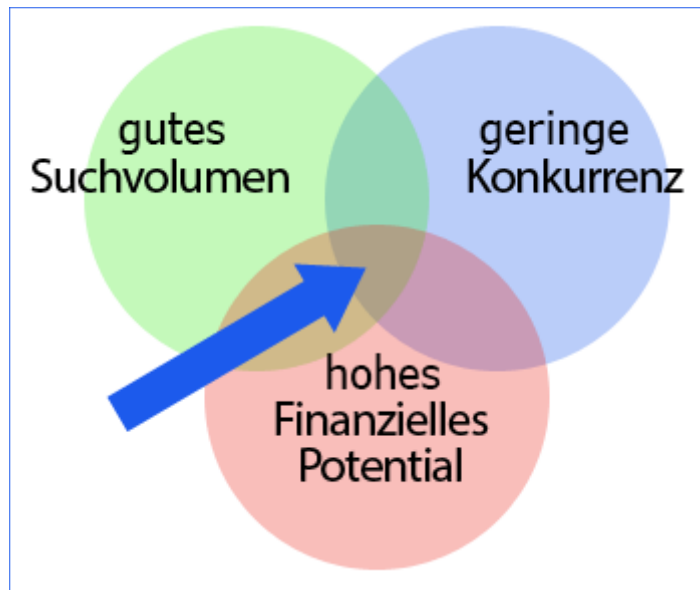 gutes
Suchvolumen
geringe
Konkurrenz
hohes
Finanzielles
Potential